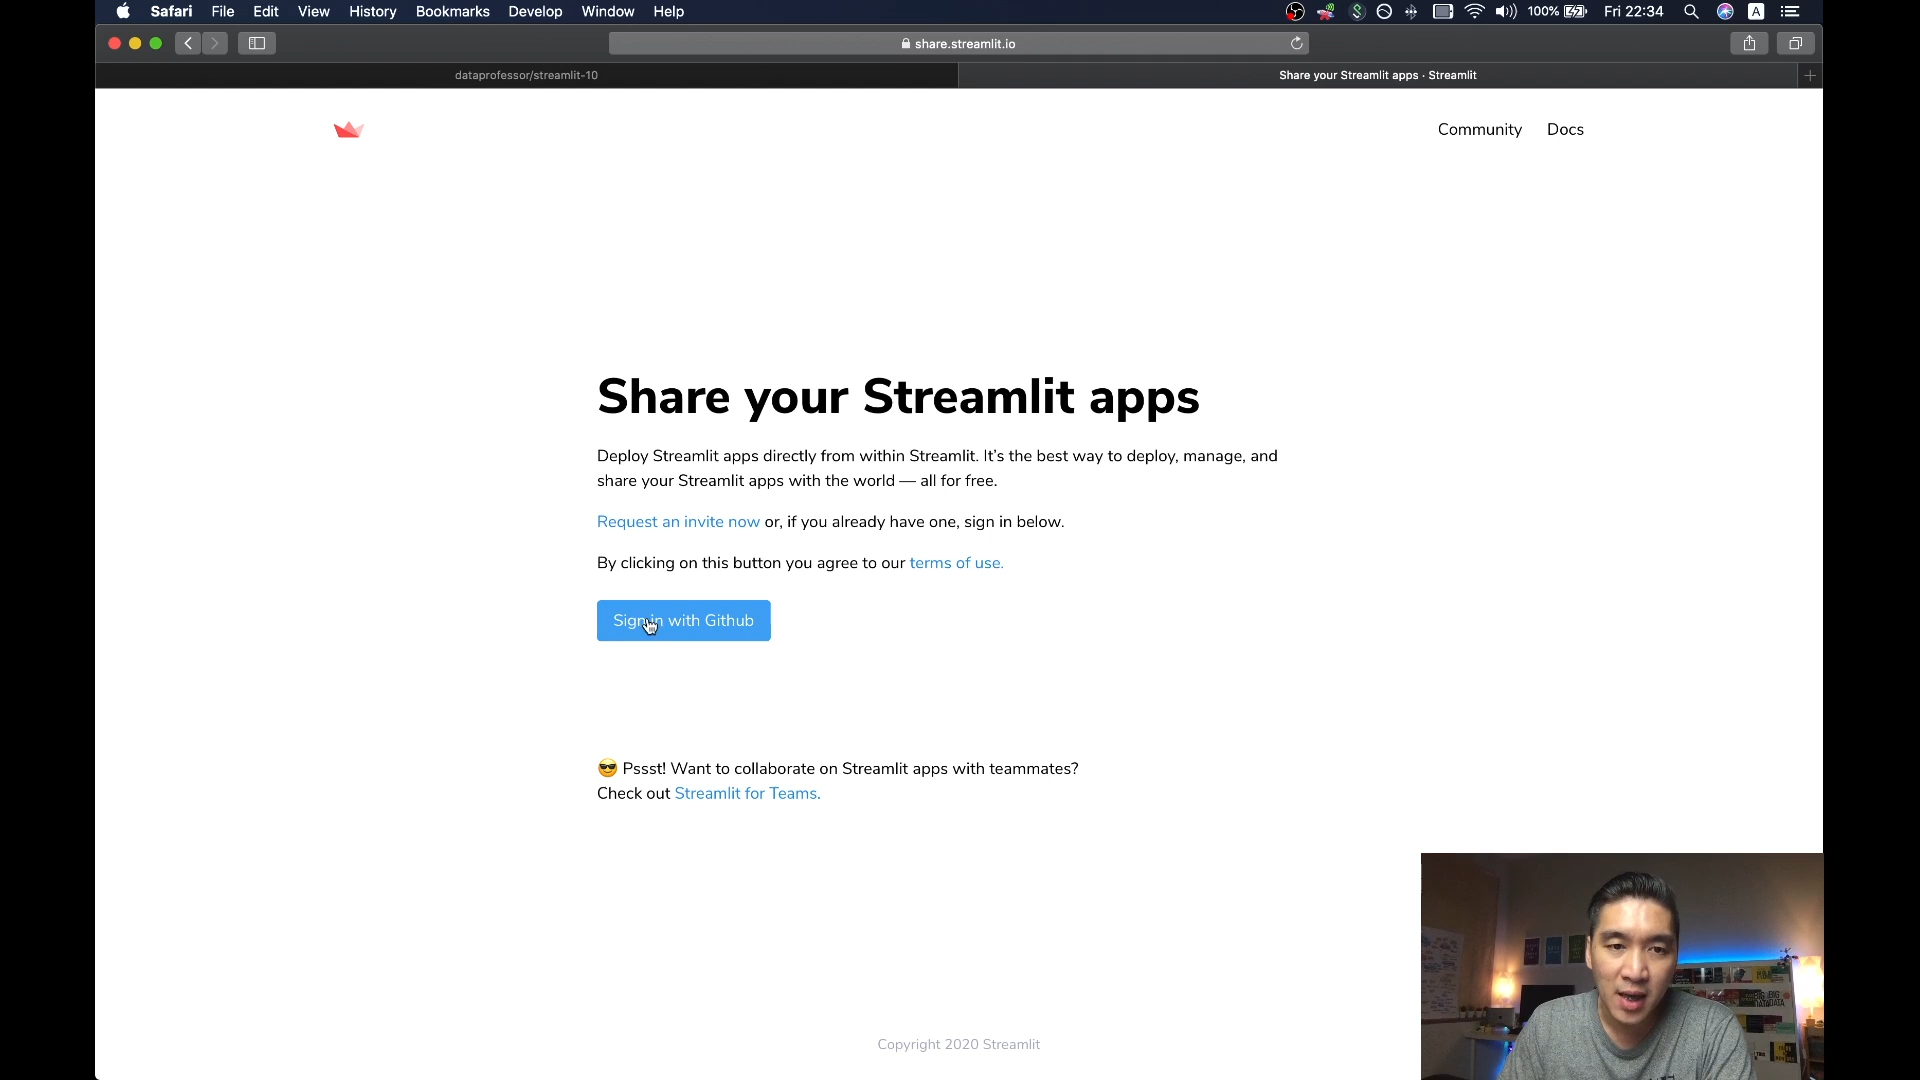 Safari File Edit View History Bookmarks Develop Window Help 100% Fri 22:34 A
share.streamlit.io
dataprofessor/streamlit-10 Share your Streamlit apps · Streamlit
Community Docs
Share your Streamlit apps
Deploy Streamlit apps directly from within Streamlit. It’s the best way to deploy, manage, and
share your Streamlit apps with the world — all for free.
Request an invite now or, if you already have one, sign in below.
By clicking on this button you agree to our terms of use.
Sign in with Github
😎 Pssst! Want to collaborate on Streamlit apps with teammates?
Check out Streamlit for Teams.
Copyright 2020 Streamlit